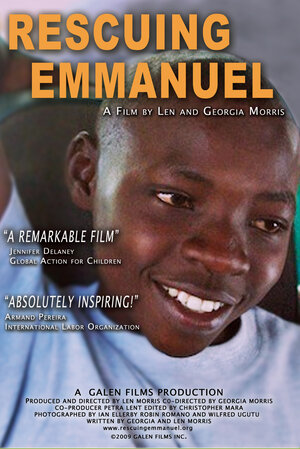 RESCUING
EMMANUEL
A Film by Len and Georgia Morris
"A REMARKABLE FILM"
Jennifer Delaney
Global Action for Children
"ABSOLUTELY INSPIRING!"
Armand Pereira
International Labor Organization
A GALEN FILMS PRODUCTION
PRODUCED AND DIRECTED BY LEN MORRIS CO-DIRECTED BY GEORGIA MORRIS
CO-PRODUCER PETRA LENT EDITED BY CHRISTOPHER MARA
PHOTOGRAPHED BY IAN ELLERBY ROBIN ROMANO AND WILFRED UGUTU
WRITTEN BY GEORGIA AND LEN MORRIS
www.rescuingemmanuel.org
©2009 GALEN FILMS INC.